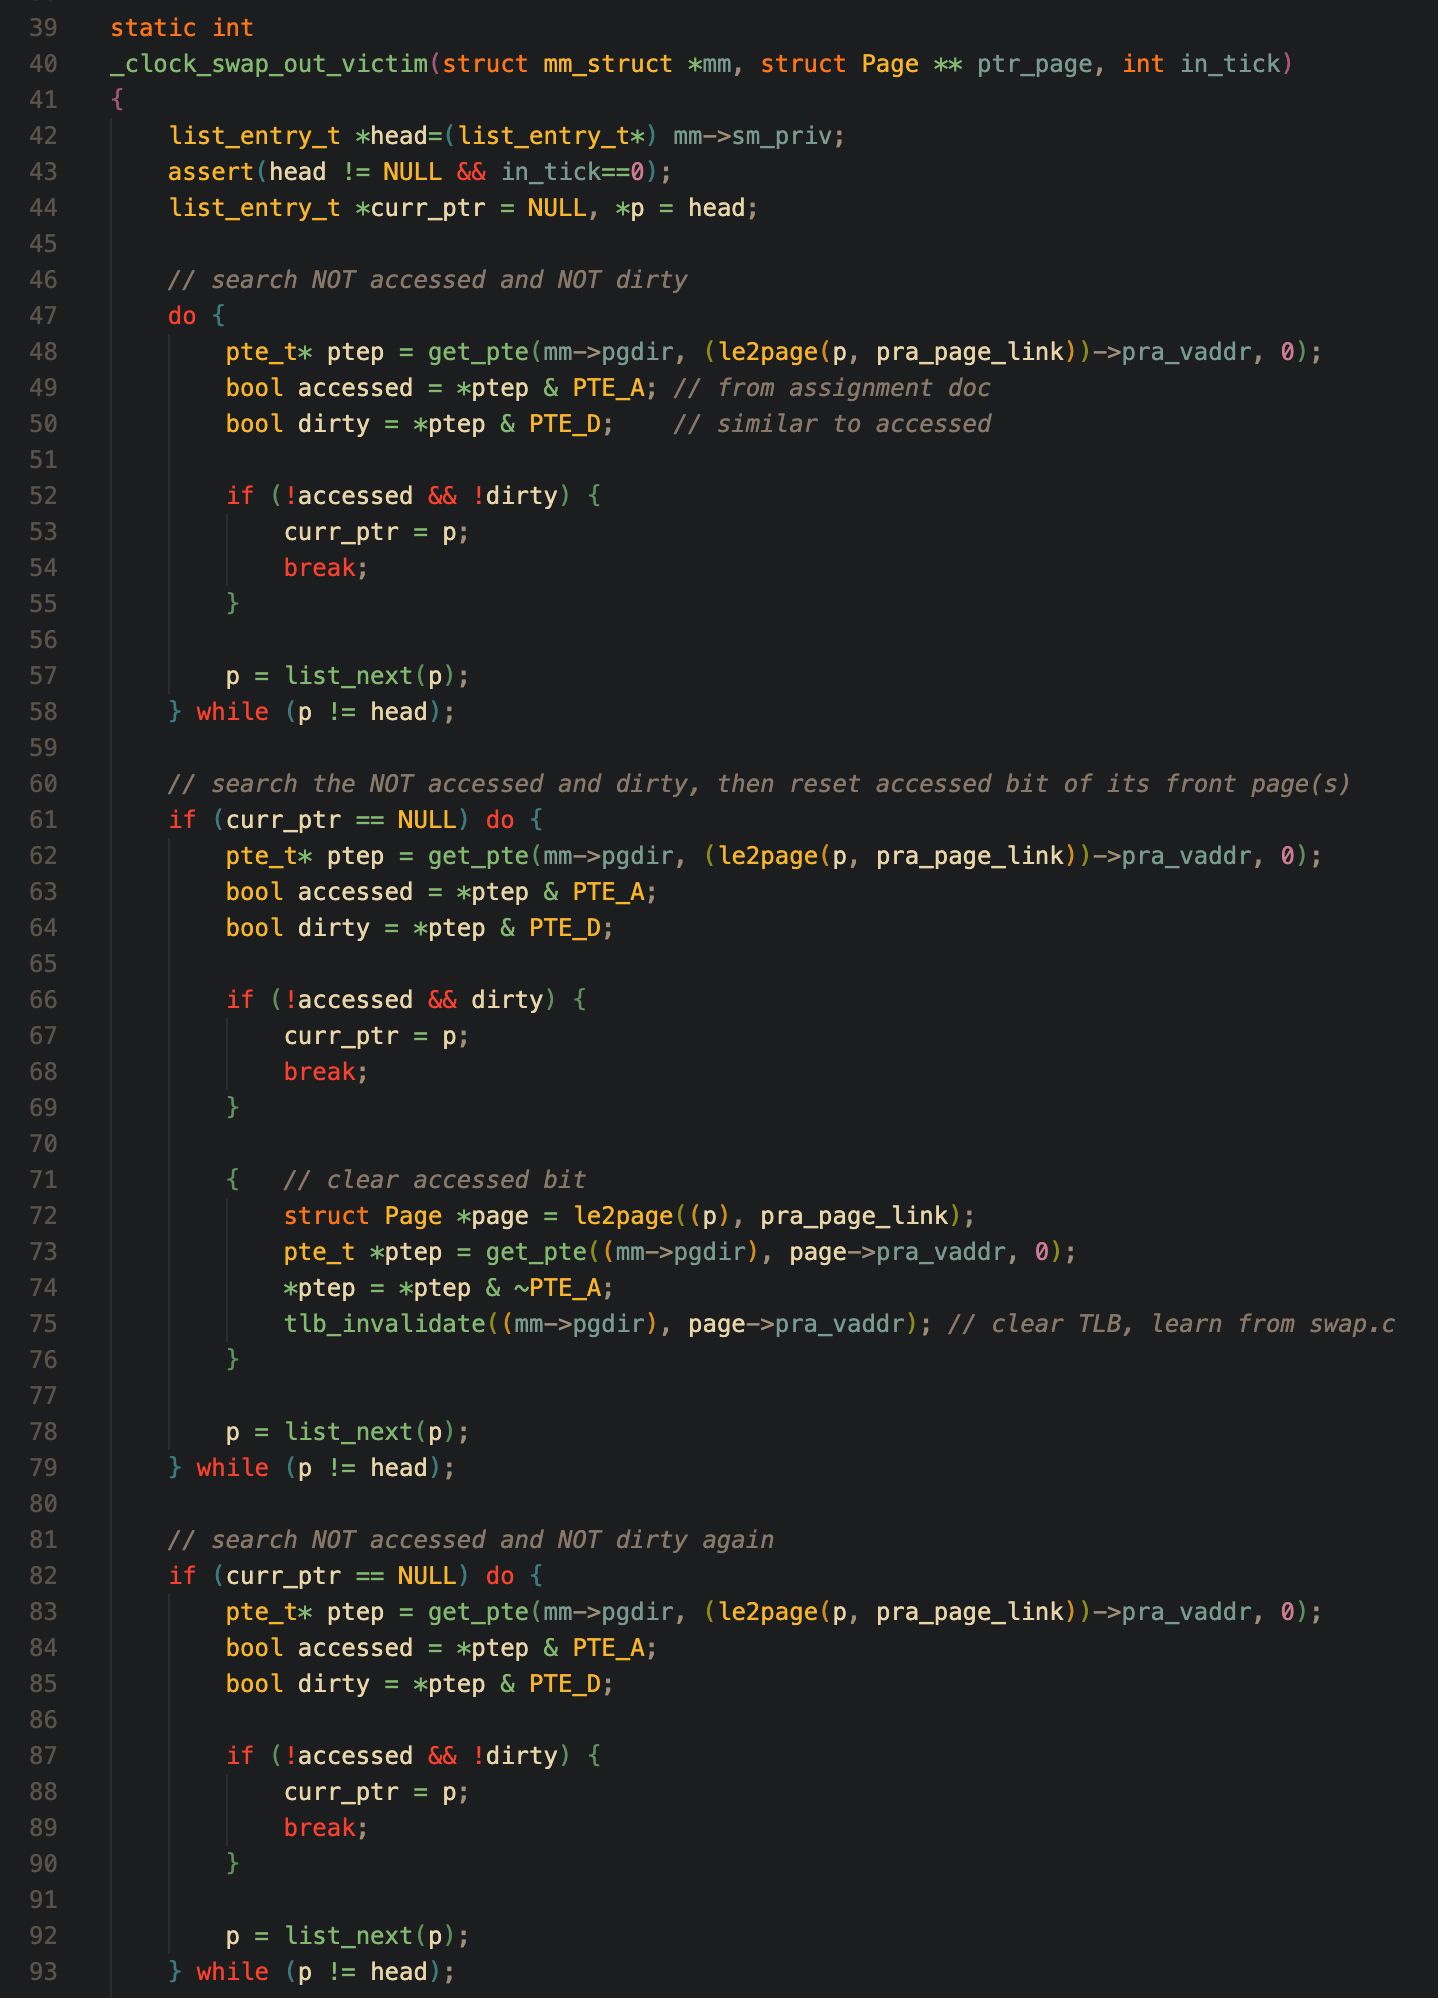 39 static int
40 _clock_swap_out_victim(struct mm_struct *mm, struct Page ** ptr_page, int in_tick)
41 {
42     list_entry_t *head=(list_entry_t*) mm->sm_priv;
43     assert(head != NULL && in_tick==0);
44     list_entry_t *curr_ptr = NULL, *p = head;
45
46     // search NOT accessed and NOT dirty
47     do {
48         pte_t* ptep = get_pte(mm->pgdir, (le2page(p, pra_page_link))->pra_vaddr, 0);
49         bool accessed = *ptep & PTE_A; // from assignment doc
50         bool dirty = *ptep & PTE_D;    // similar to accessed
51
52         if (!accessed && !dirty) {
53             curr_ptr = p;
54             break;
55         }
56
57         p = list_next(p);
58     } while (p != head);
59
60     // search the NOT accessed and dirty, then reset accessed bit of its front page(s)
61     if (curr_ptr == NULL) do {
62         pte_t* ptep = get_pte(mm->pgdir, (le2page(p, pra_page_link))->pra_vaddr, 0);
63         bool accessed = *ptep & PTE_A;
64         bool dirty = *ptep & PTE_D;
65
66         if (!accessed && dirty) {
67             curr_ptr = p;
68             break;
69         }
70
71         {   // clear accessed bit
72             struct Page *page = le2page((p), pra_page_link);
73             pte_t *ptep = get_pte((mm->pgdir), page->pra_vaddr, 0);
74             *ptep = *ptep & ~PTE_A;
75             tlb_invalidate((mm->pgdir), page->pra_vaddr); // clear TLB, learn from swap.c
76         }
77
78         p = list_next(p);
79     } while (p != head);
80
81     // search NOT accessed and NOT dirty again
82     if (curr_ptr == NULL) do {
83         pte_t* ptep = get_pte(mm->pgdir, (le2page(p, pra_page_link))->pra_vaddr, 0);
84         bool accessed = *ptep & PTE_A;
85         bool dirty = *ptep & PTE_D;
86
87         if (!accessed && !dirty) {
88             curr_ptr = p;
89             break;
90         }
91
92         p = list_next(p);
93     } while (p != head);